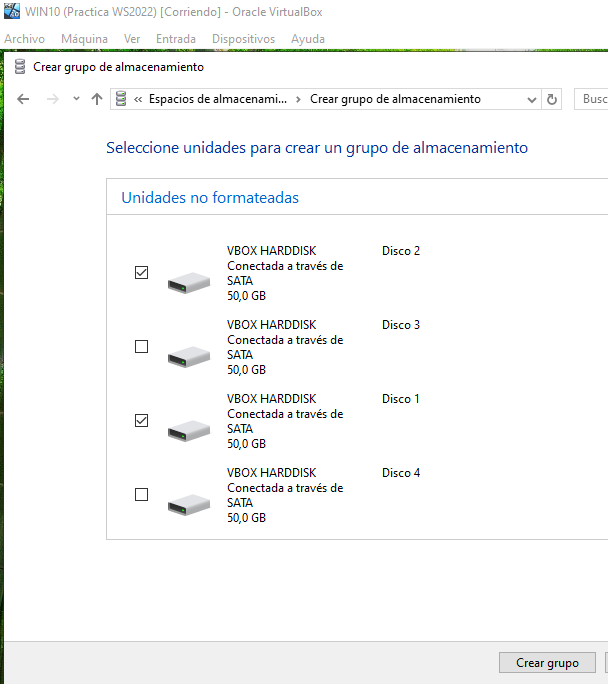 WIN10 (Practica WS2022) [Corriendo] - Oracle VirtualBox
Archivo Máquina Ver Entrada Dispositivos Ayuda
Crear grupo de almacenamiento
« Espacios de almacenami... > Crear grupo de almacenamiento
Busc
Seleccione unidades para crear un grupo de almacenamiento
Unidades no formateadas
VBOX HARDDISK Disco 2
Conectada a través de
SATA
50,0 GB
VBOX HARDDISK Disco 3
Conectada a través de
SATA
50,0 GB
VBOX HARDDISK Disco 1
Conectada a través de
SATA
50,0 GB
VBOX HARDDISK Disco 4
Conectada a través de
SATA
50,0 GB
Crear grupo